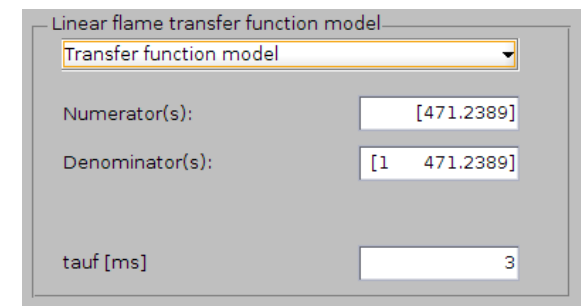 Linear flame transfer function model
Transfer function model
Numerator(s): [471.2389]
Denominator(s): [1 471.2389]
tauf [ms] 3